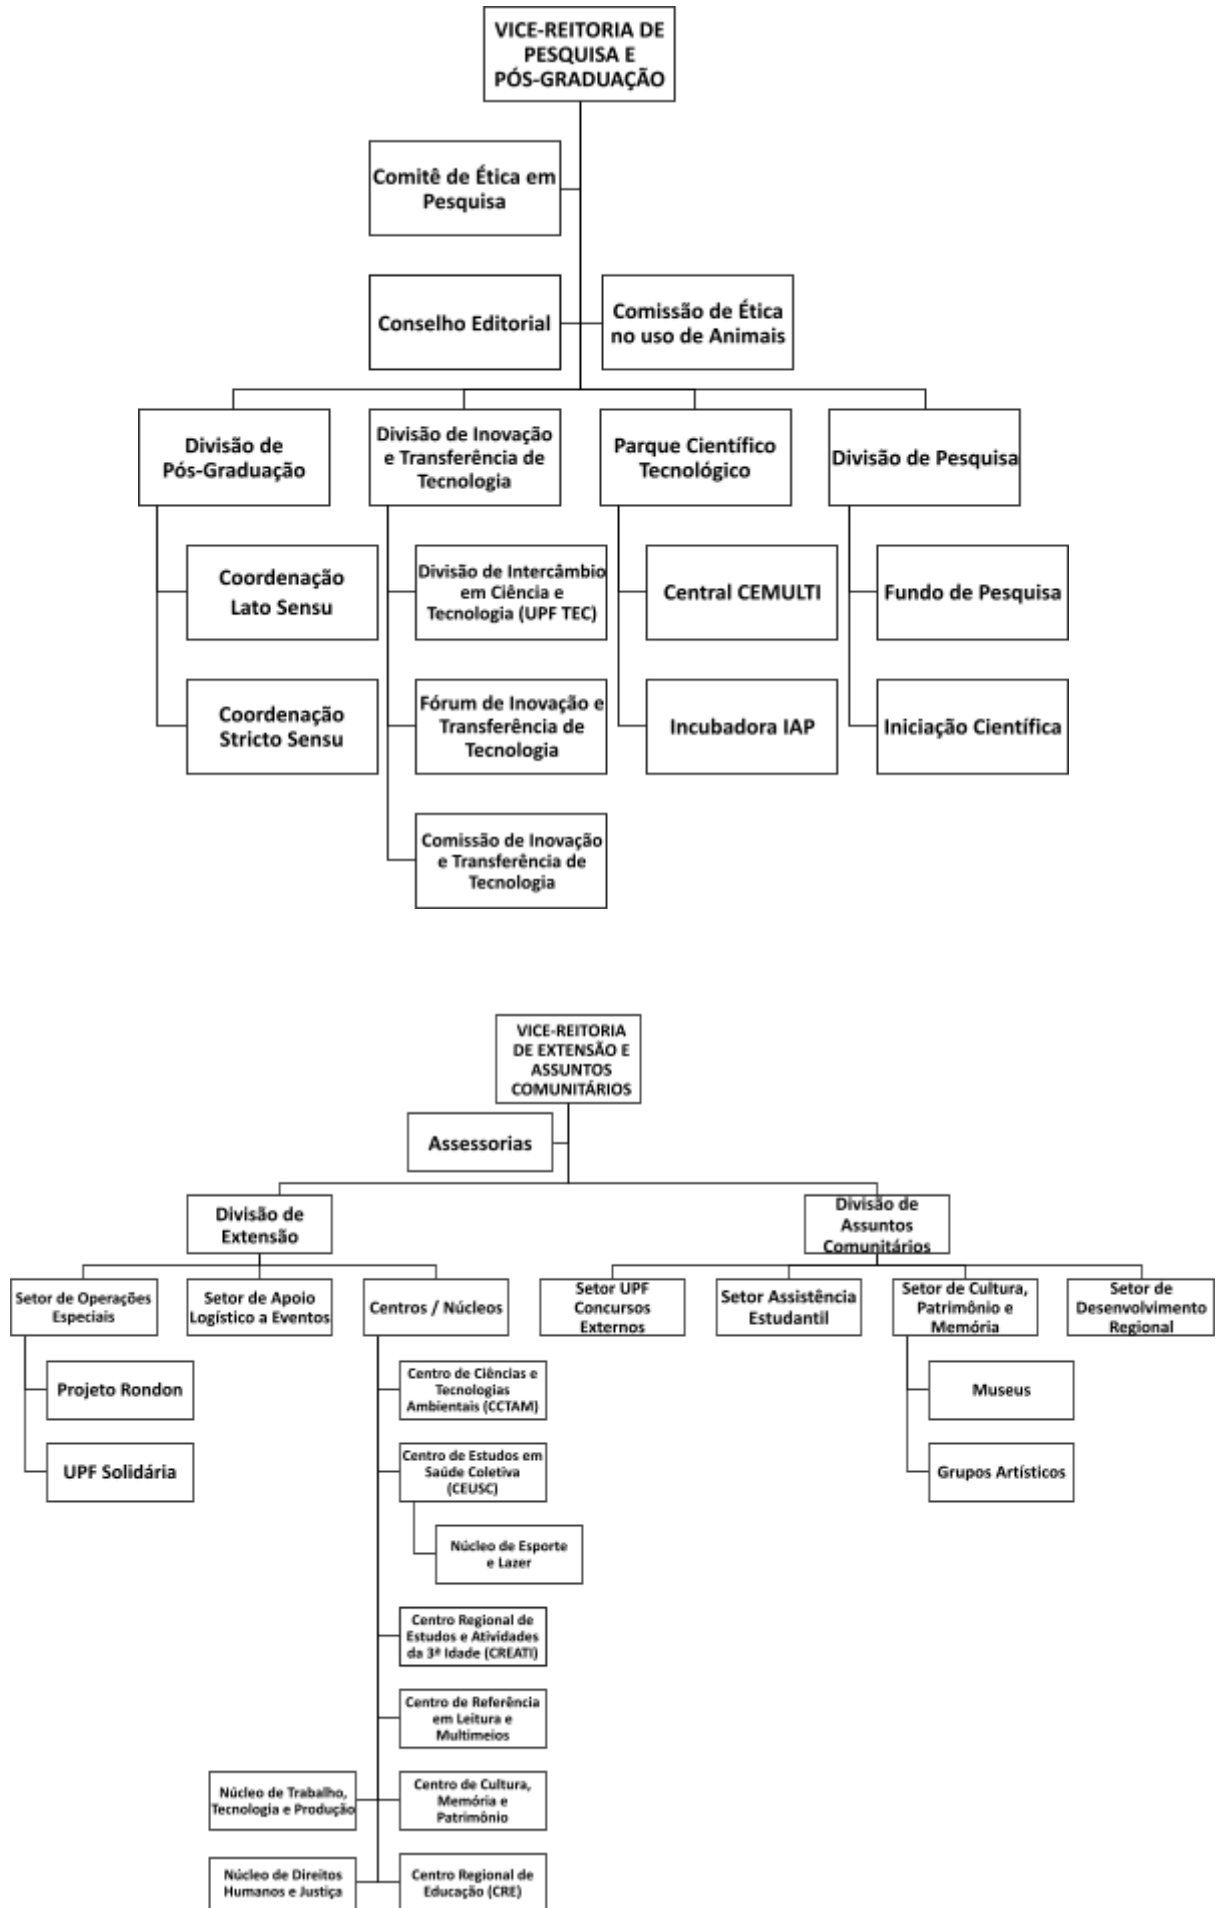 VICE-REITORIA DE
PESQUISA E
PÓS-GRADUAÇÃO
Comitê de Ética em
Pesquisa
Conselho Editorial
Comissão de Ética
no uso de Animais
Divisão de
Pós-Graduação
Divisão de Inovação
e Transferência de
Tecnologia
Parque Científico
Tecnológico
Divisão de Pesquisa
Coordenação
Lato Sensu
Divisão de Intercâmbio
em Ciência e
Tecnologia (UPF TEC)
Central CEMULTI
Fundo de Pesquisa
Coordenação
Stricto Sensu
Fórum de Inovação e
Transferência de
Tecnologia
Incubadora IAP
Iniciação Científica
Comissão de Inovação
e Transferência de
Tecnologia
VICE-REITORIA
DE EXTENSÃO E
ASSUNTOS
COMUNITÁRIOS
Assessorias
Divisão de
Extensão
Divisão de
Assuntos
Comunitários
Setor de Operações
Especiais
Setor de Apoio
Logístico a Eventos
Centros / Núcleos
Setor UPF
Concursos
Externos
Setor Assistência
Estudantil
Setor de Cultura,
Patrimônio e
Memória
Setor de
Desenvolvimento
Regional
Projeto Rondon
UPF Solidária
Centro de Ciências e
Tecnologias
Ambientais (CCTAM)
Centro de Estudos em
Saúde Coletiva
(CEUSC)
Núcleo de Esporte
e Lazer
Museus
Grupos Artísticos
Centro Regional de
Estudos e Atividades
da 3ª Idade (CREATI)
Centro de Referência
em Leitura e
Multimeios
Núcleo de Trabalho,
Tecnologia e Produção
Centro de Cultura,
Memória e
Patrimônio
Núcleo de Direitos
Humanos e Justiça
Centro Regional de
Educação (CRE)